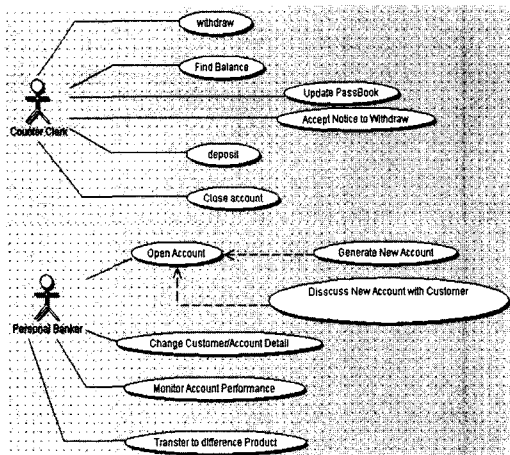 withdraw
Find Balance
Update PassBook
Accept Notice to Withdraw
Counter Clerk
deposit
Close account
Open Account
Generate New Account
Disscuss New Account with Customer
Personal Banker
Change Customer/Account Detail
Monitor Account Performance
Transfer to difference Product